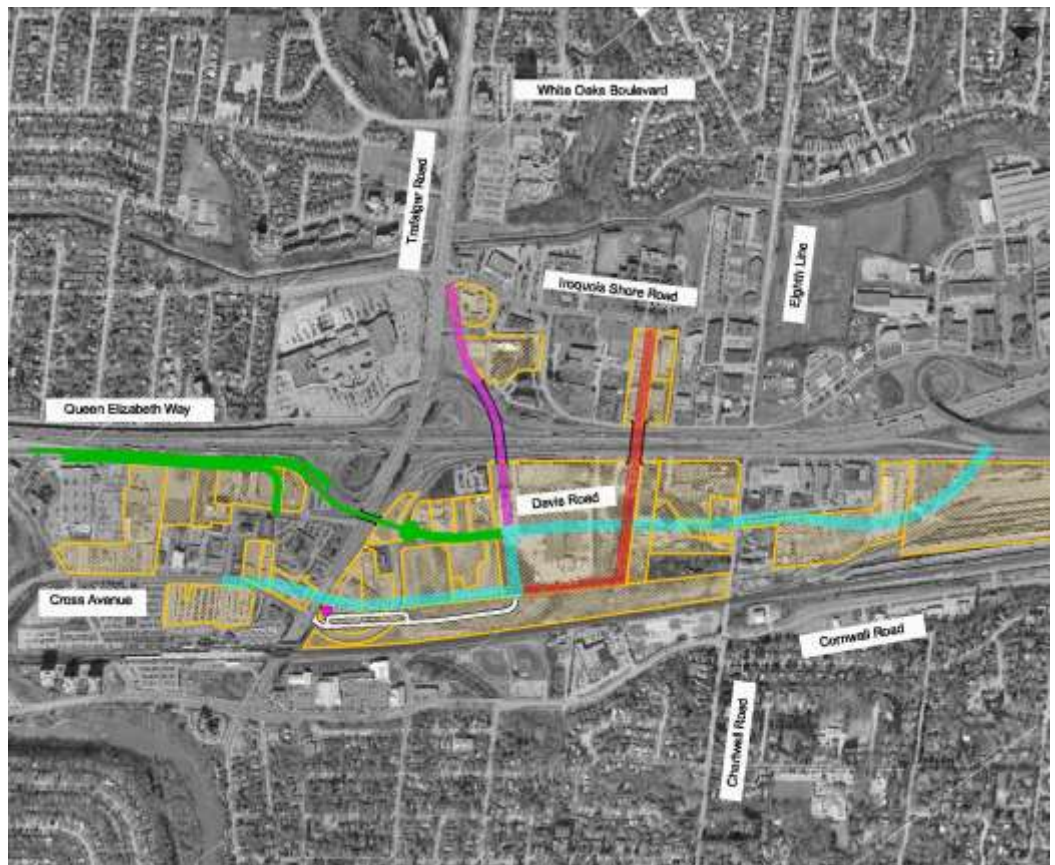 White Oaks Boulevard
Trafalgar Road
Iroquois Shore Road
Eighth Line
Queen Elizabeth Way
Davis Road
Cross Avenue
Cornwall Road
Chartwell Road